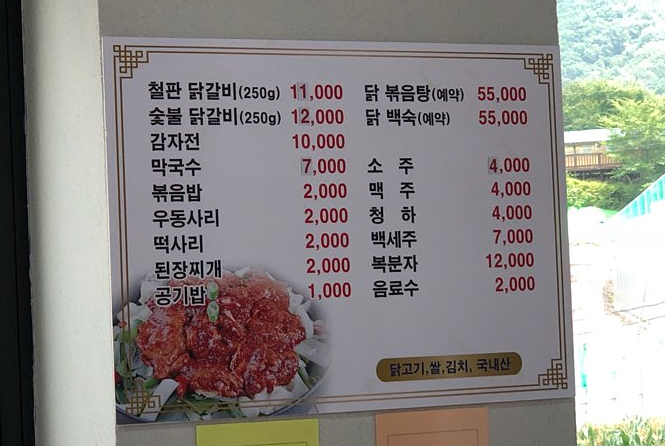 철판 닭갈비(250g) 11,000
숯불 닭갈비(250g) 12,000
감자전 10,000
막국수 7,000
볶음밥 2,000
우동사리 2,000
떡사리 2,000
된장찌개 2,000
공기밥 1,000
닭 볶음탕(예약) 55,000
닭 백숙(예약) 55,000
소 주 4,000
맥 주 4,000
청 하 4,000
백세주 7,000
복분자 12,000
음료수 2,000
닭고기,쌀,김치, 국내산